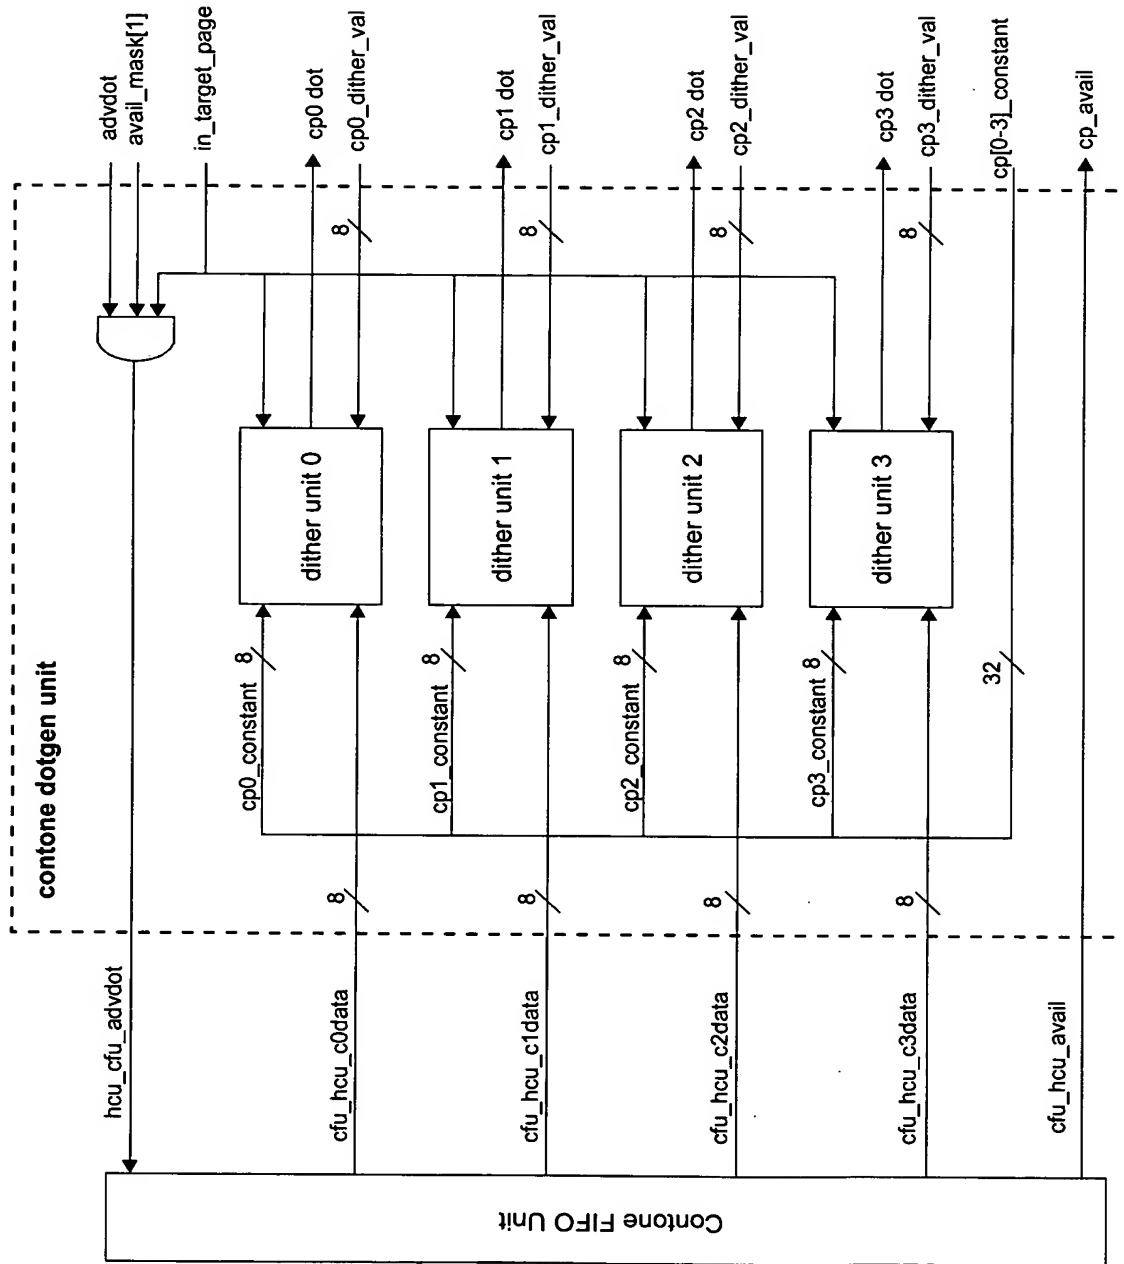 contone dotgen unit
advdot
avail_mask[1]
in_target_page
cp0 dot
cp0_dither_val
cp1 dot
cp1_dither_val
cp2 dot
cp2_dither_val
cp3 dot
cp3_dither_val
cp[0-3]_constant
cp_avail
8
8
8
8
dither unit 0
dither unit 1
dither unit 2
dither unit 3
cp0_constant
8
cp1_constant
8
cp2_constant
8
cp3_constant
8
32
8
8
8
8
hcu_cfu_advdot
cfu_hcu_c0data
cfu_hcu_c1data
cfu_hcu_c2data
cfu_hcu_c3data
cfu_hcu_avail
Contone FIFO Unit